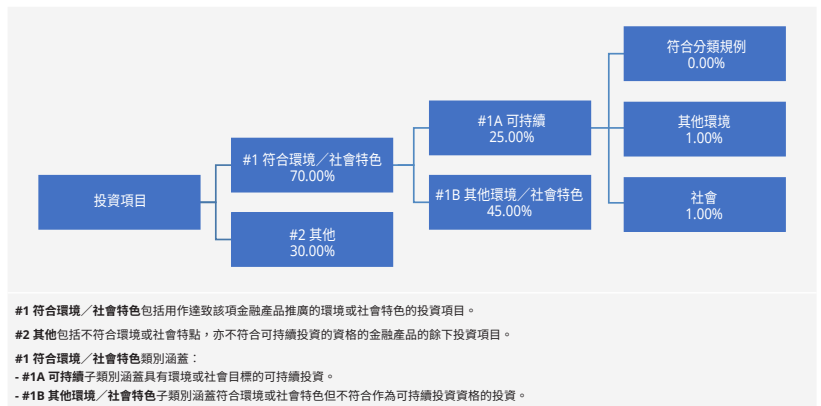 投資項目
#1 符合環境／社會特色
70.00%
#2 其他
30.00%
#1A 可持續
25.00%
#1B 其他環境／社會特色
45.00%
符合分類規例
0.00%
其他環境
1.00%
社會
1.00%
#1 符合環境／社會特色包括用作達致該項金融產品推廣的環境或社會特色的投資項目。
#2 其他包括不符合環境或社會特點，亦不符合可持續投資的資格的金融產品的餘下投資項目。
#1 符合環境／社會特色類別涵蓋：
- #1A 可持續子類別涵蓋具有環境或社會目標的可持續投資。
- #1B 其他環境／社會特色子類別涵蓋符合環境或社會特色但不符合作為可持續投資資格的投資。